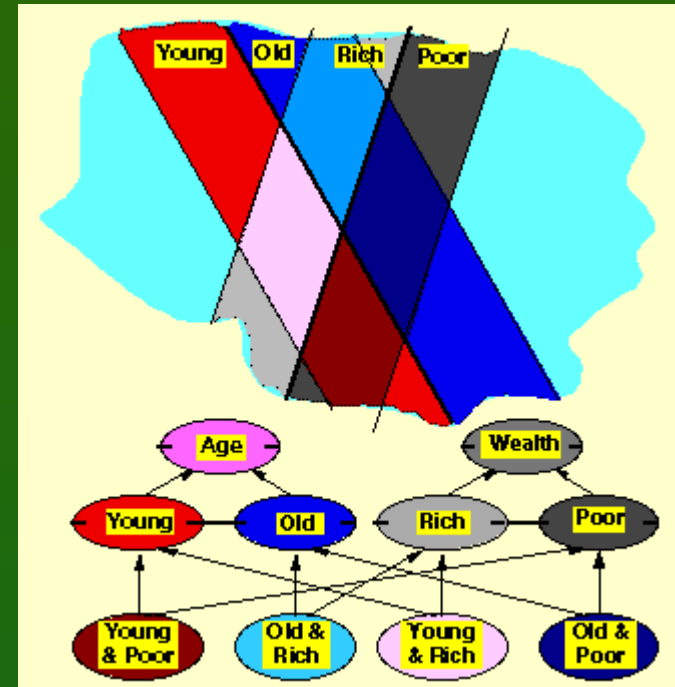 Young
Old
Rich
Poor
Age
Wealth
Young
Old
Rich
Poor
Young
& Poor
Old &
Rich
Young
& Rich
Old &
Poor